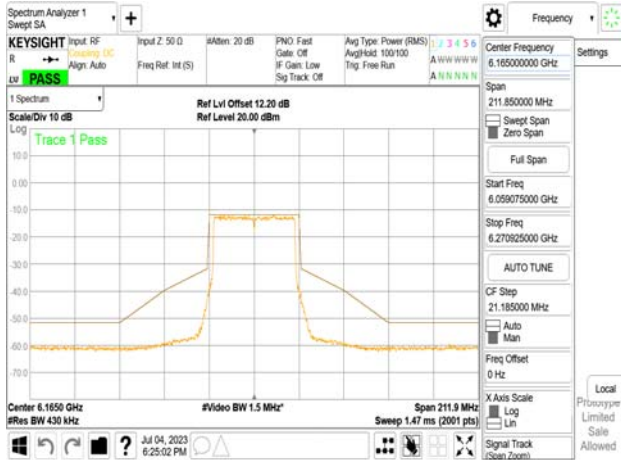 Spectrum Analyzer 1
Swept SA
+
Frequency
KEYSIGHT
R
LV PASS
Input: RF
Coupling: DC
Align: Auto
Input Z: 50 Ω
Freq Ref: Int (S)
#Atten: 20 dB
PNO: Fast
Gate: Off
IF Gain: Low
Sig Track: Off
Avg Type: Power (RMS)
Avg|Hold: 100/100
Trig: Free Run
1 2 3 4 5 6
A W W W W W
A N N N N N
1 Spectrum
Scale/Div 10 dB
Ref Lvl Offset 12.20 dB
Ref Level 20.00 dBm
Log
Trace 1 Pass
10.0
0.00
-10.0
-20.0
-30.0
-40.0
-50.0
-60.0
-70.0
Center 6.1650 GHz
#Res BW 430 kHz
#Video BW 1.5 MHz*
Span 211.9 MHz
Sweep 1.47 ms (2001 pts)
Jul 04, 2023
6:25:02 PM
?
Center Frequency
6.165000000 GHz
Settings
Span
211.850000 MHz
Swept Span
Zero Span
Full Span
Start Freq
6.059075000 GHz
Stop Freq
6.270925000 GHz
AUTO TUNE
CF Step
21.185000 MHz
Auto
Man
Freq Offset
0 Hz
X Axis Scale
Log
Lin
Signal Track
(Span Zoom)
Local
Prototype
Limited
Sale
Allowed